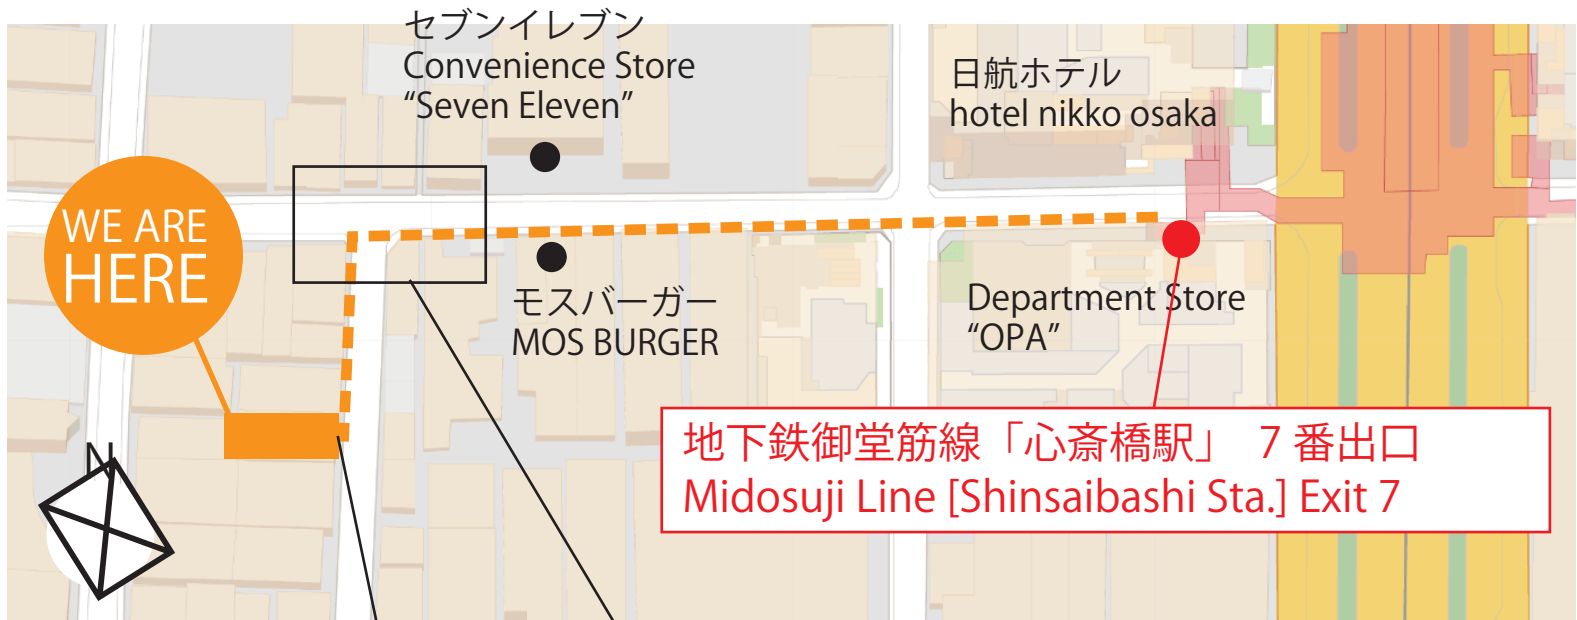 セブンイレブン
Convenience Store
“Seven Eleven”
日航ホテル
hotel nikko osaka
WE ARE
HERE
モスバーガー
MOS BURGER
Department Store
“OPA”
地下鉄御堂筋線「心斎橋駅」 7 番出口
Midosuji Line [Shinsaibashi Sta.] Exit 7
N